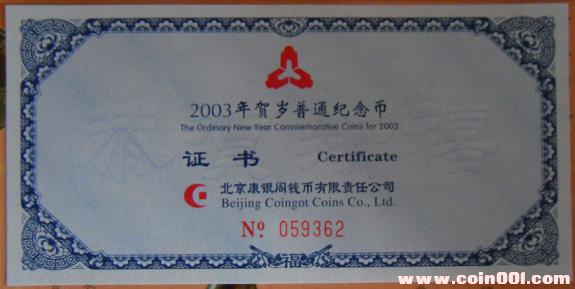 2003年贺岁普通纪念币
The Ordinary New Year Commemorative Coins for 2003
证书 Certificate
北京康银阁钱币有限责任公司
Beijing Coingot Coins Co., Ltd.
Nº 059362
福
www.coin001.com